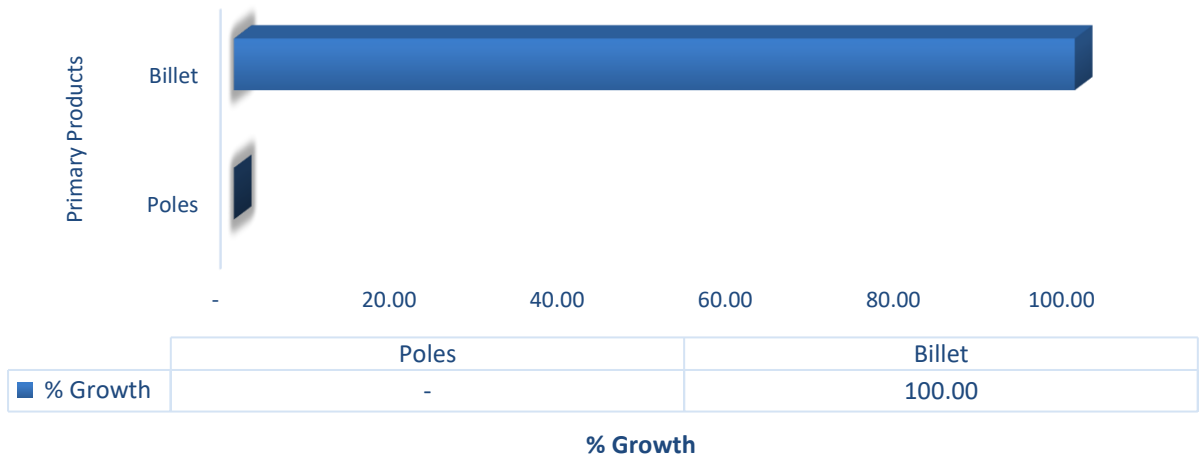 Primary Products
Billet
Poles
- 20.00 40.00 60.00 80.00 100.00
Poles Billet
% Growth - 100.00
% Growth